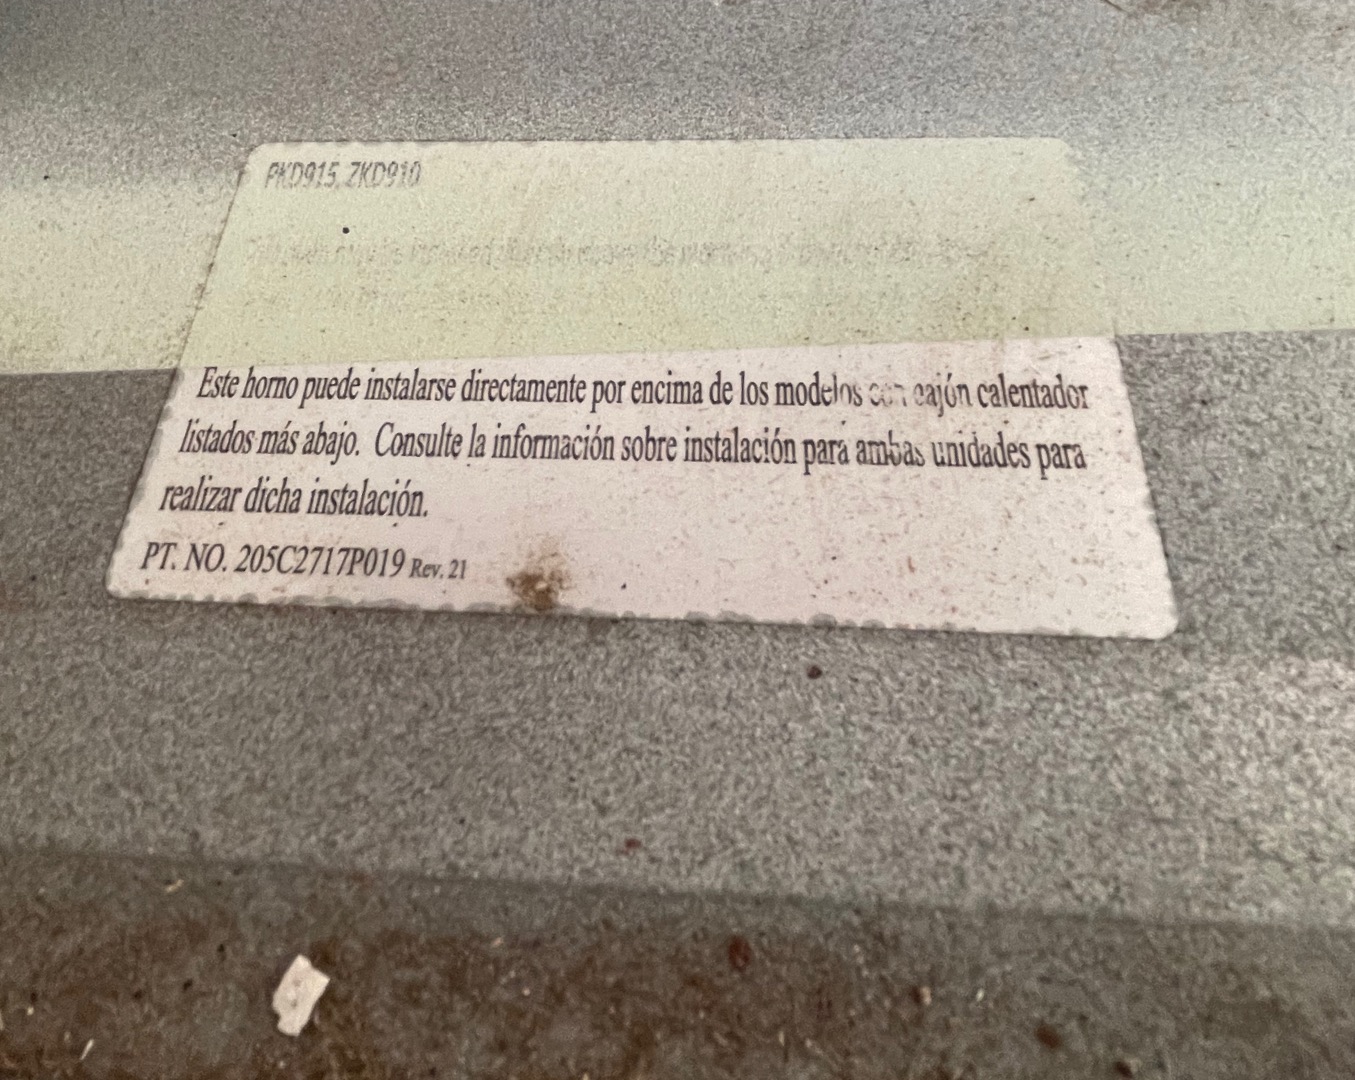 PKD915, ZKD910
Este horno puede instalarse directamente por encima de los modelos con cajón calentador
listados más abajo. Consulte la información sobre instalación para ambas unidades para
realizar dicha instalación.
PT. NO. 205C2717P019 Rev. 21